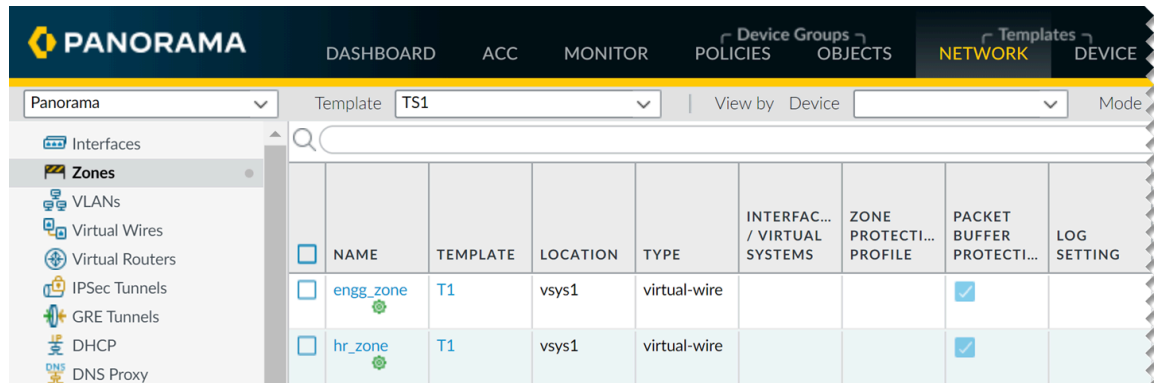 PANORAMA
Device Groups
Templates
DASHBOARD ACC MONITOR POLICIES OBJECTS NETWORK DEVICE
Panorama Template TS1 View by Device Mode
Interfaces
Zones
VLANs
Virtual Wires
Virtual Routers
IPSec Tunnels
GRE Tunnels
DHCP
DNS Proxy
NAME TEMPLATE LOCATION TYPE INTERFAC... / VIRTUAL SYSTEMS ZONE PROTECTI... PROFILE PACKET BUFFER PROTECTI... LOG SETTING
engg_zone T1 vsys1 virtual-wire
hr_zone T1 vsys1 virtual-wire